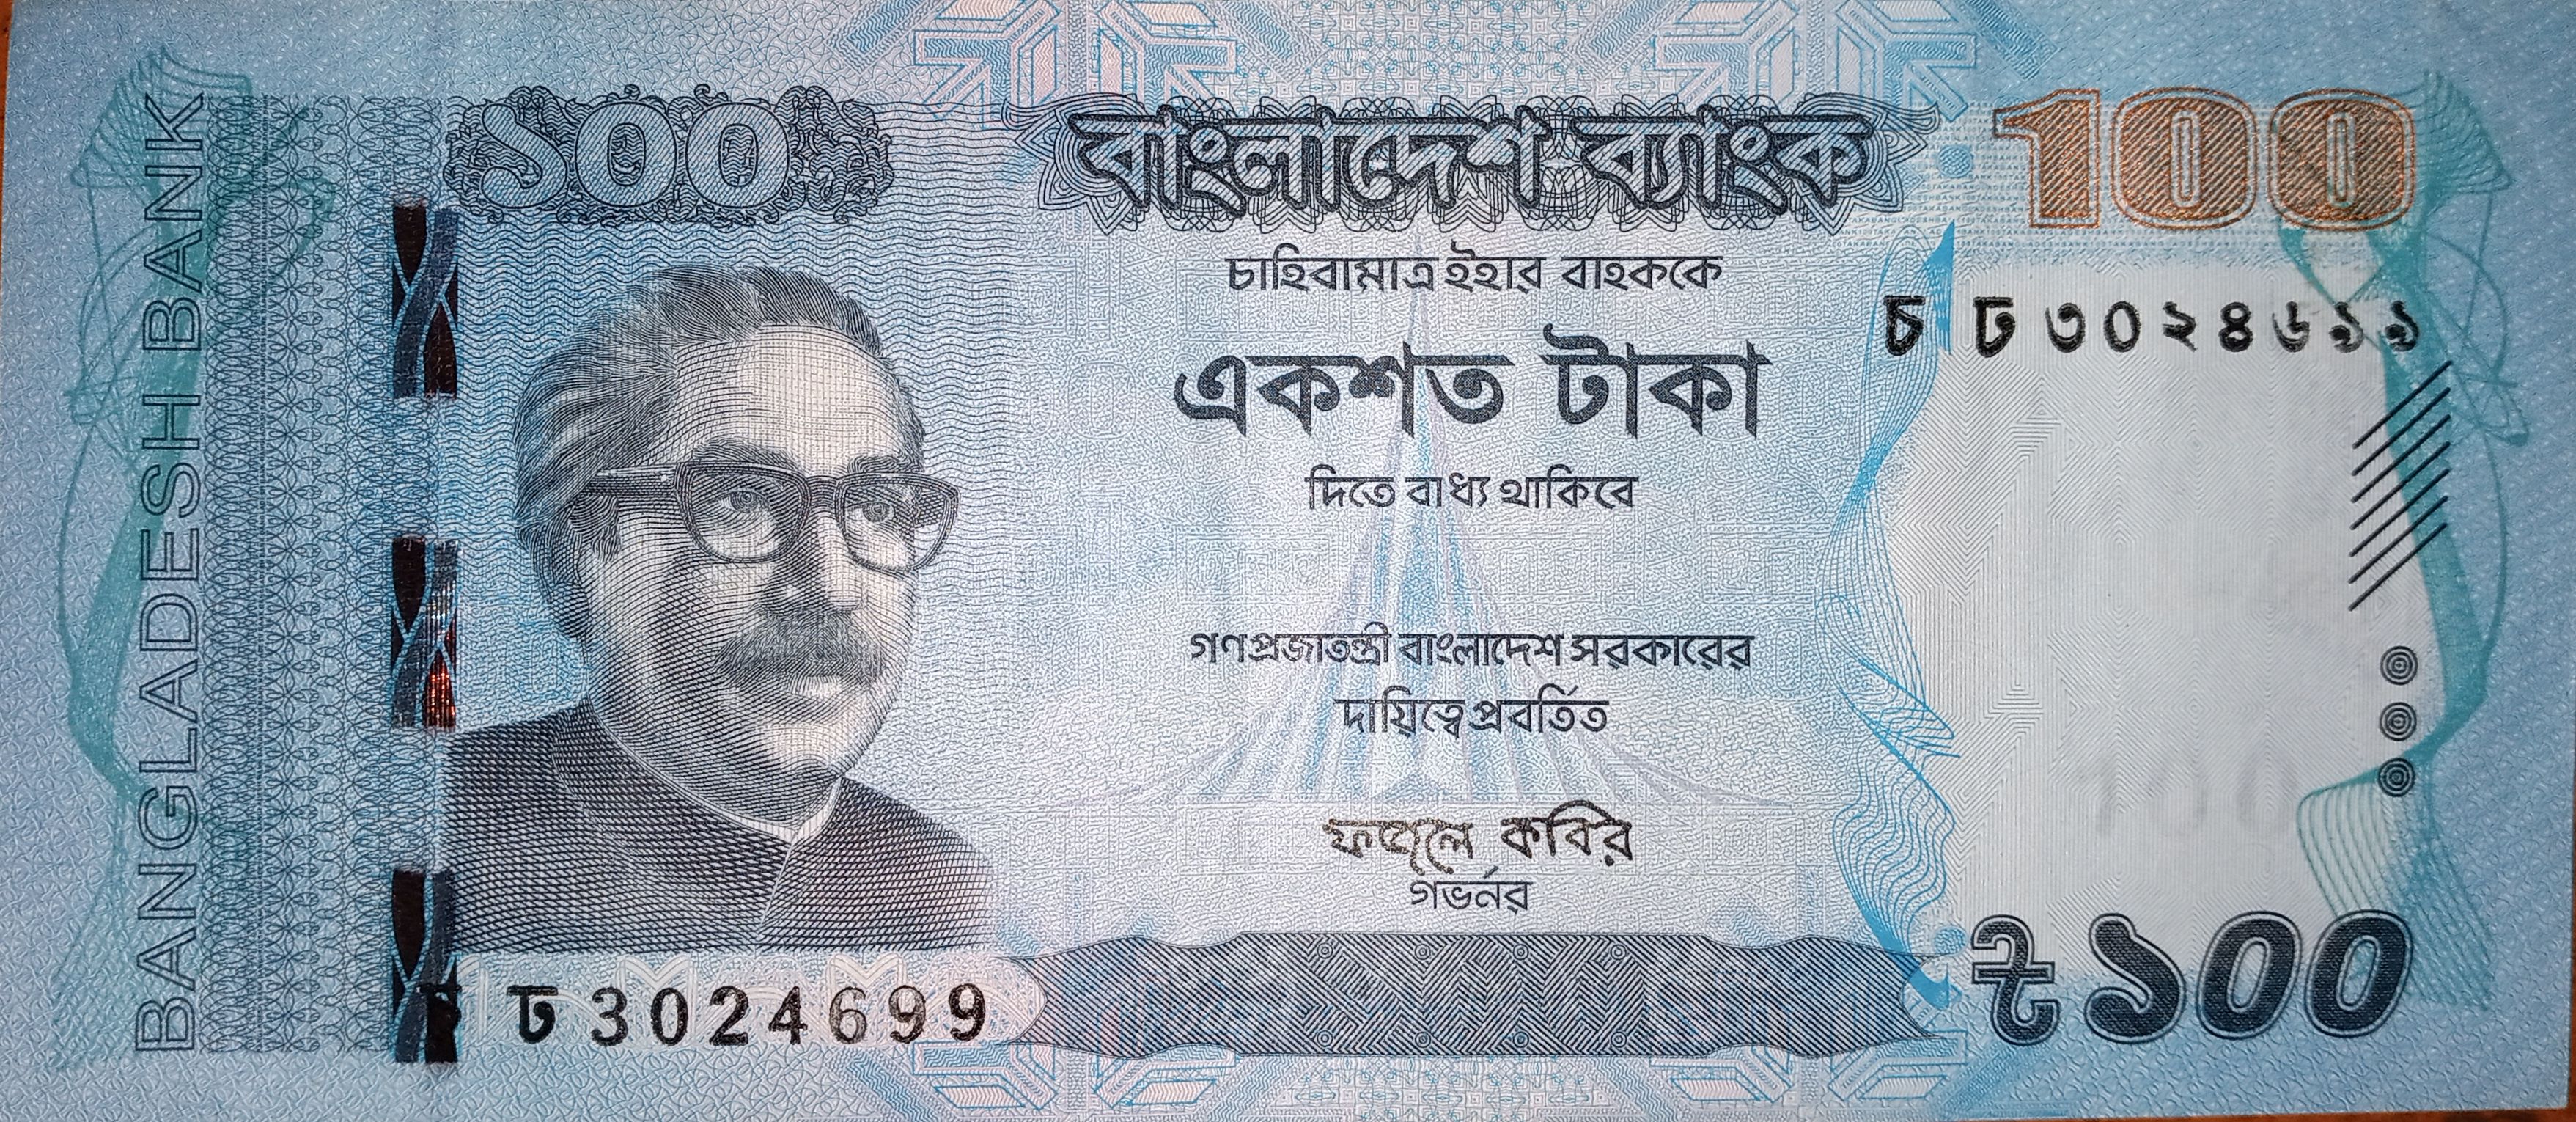 BANGLADESH BANK
১০০
বাংলাদেশ ব্যাংক
100
চাহিবামাত্র ইহার বাহককে
চ ঢ ৩০২৪৬৯৯
একশত টাকা
দিতে বাধ্য থাকিবে
গণপ্রজাতন্ত্রী বাংলাদেশ সরকারের
দায়িত্বে প্রবর্তিত
ফজলে কবির
গভর্নর
চ ঢ 3024699
৳ ১০০